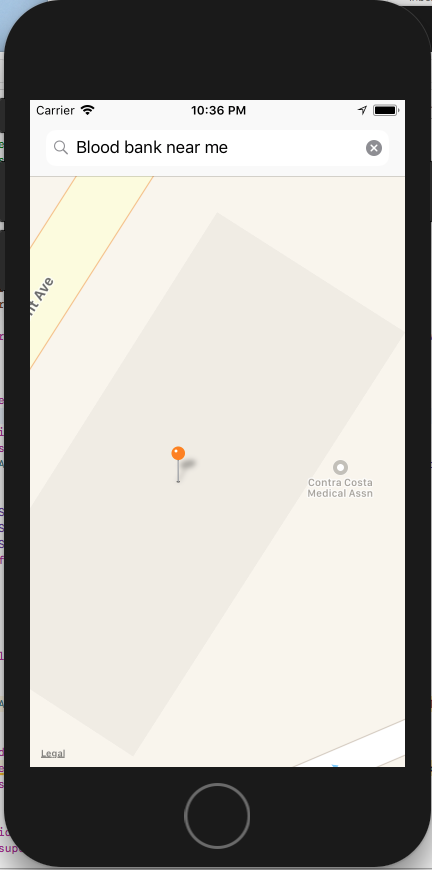 Carrier 10:36 PM
Blood bank near me
nt Ave
Contra Costa
Medical Assn
Legal